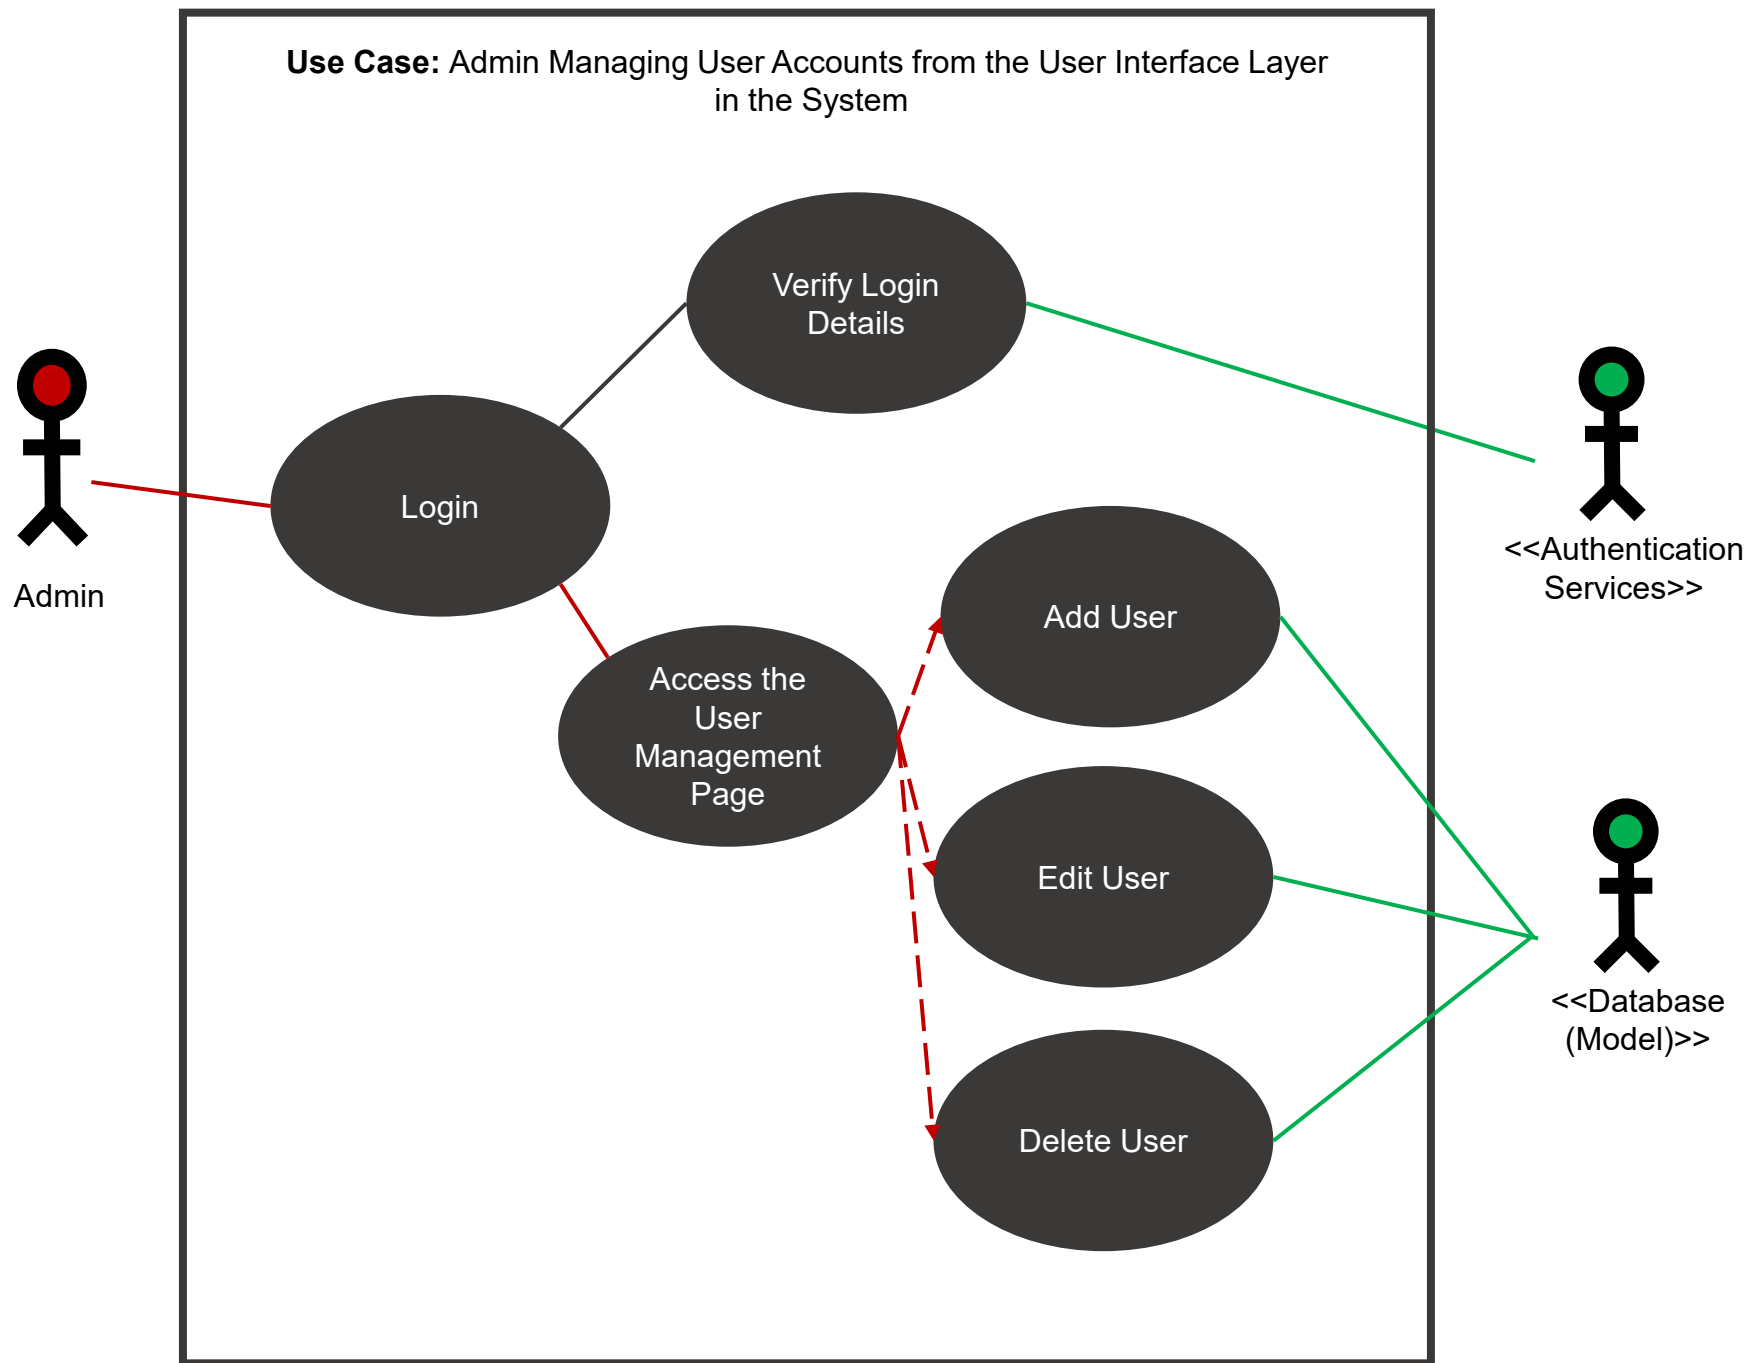 Use Case: Admin Managing User Accounts from the User Interface Layer
in the System
Verify Login
Details
Login
Admin
<<Authentication
Services>>
Add User
Access the
User
Management
Page
Edit User
<<Database
(Model)>>
Delete User